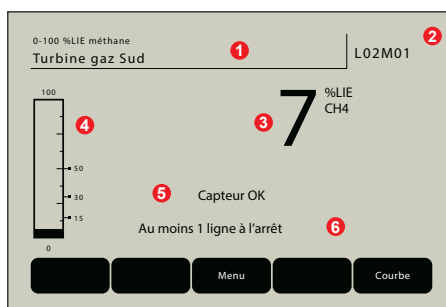 0-100 %LIE méthane
Turbine gaz Sud
1
L02M01
2
100
4
50
30
15
0
3
7
%LIE
CH4
5
Capteur OK
Au moins 1 ligne à l'arrêt
6
Menu
Courbe